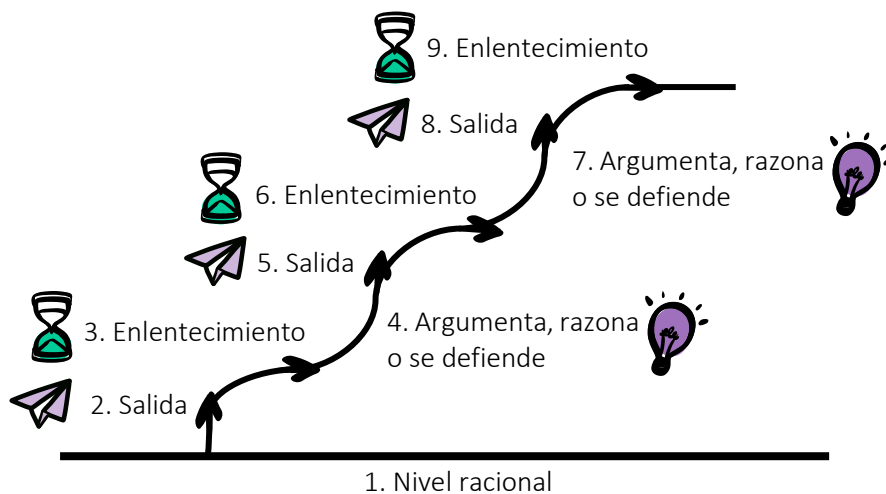 9. Enlentecimiento
8. Salida
7. Argumenta, razona
o se defiende
6. Enlentecimiento
5. Salida
4. Argumenta, razona
o se defiende
3. Enlentecimiento
2. Salida
1. Nivel racional